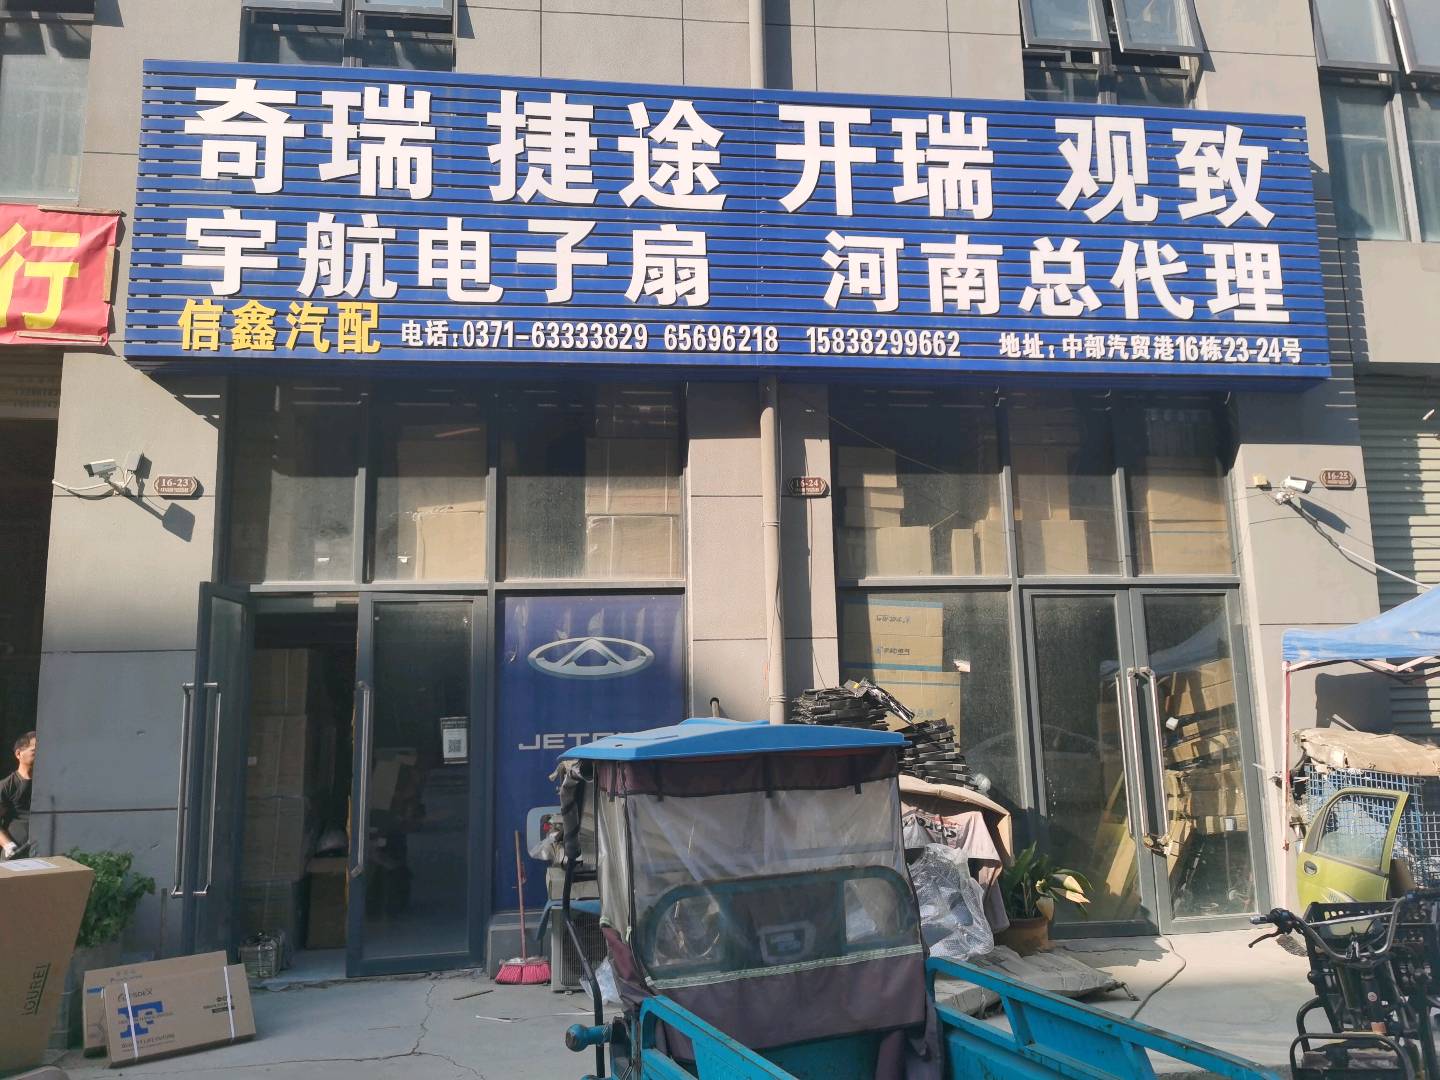 奇瑞 捷途 开瑞 观致
宇航电子扇 河南总代理
信鑫汽配 电话:0371-63333829 65696218 15838299662 地址:中部汽贸港16栋23-24号
行
16-23
16-24
16-25
JET
IQUREI
F